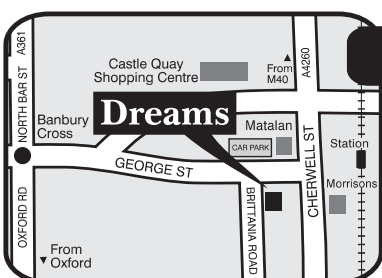 A361
NORTH BAR ST
Castle Quay
Shopping Centre
From
M40
A4260
Banbury
Cross
Dreams
Matalan
CAR PARK
Station
GEORGE ST
CHERWELL ST
Morrisons
OXFORD RD
BRITTANIA ROAD
From
Oxford